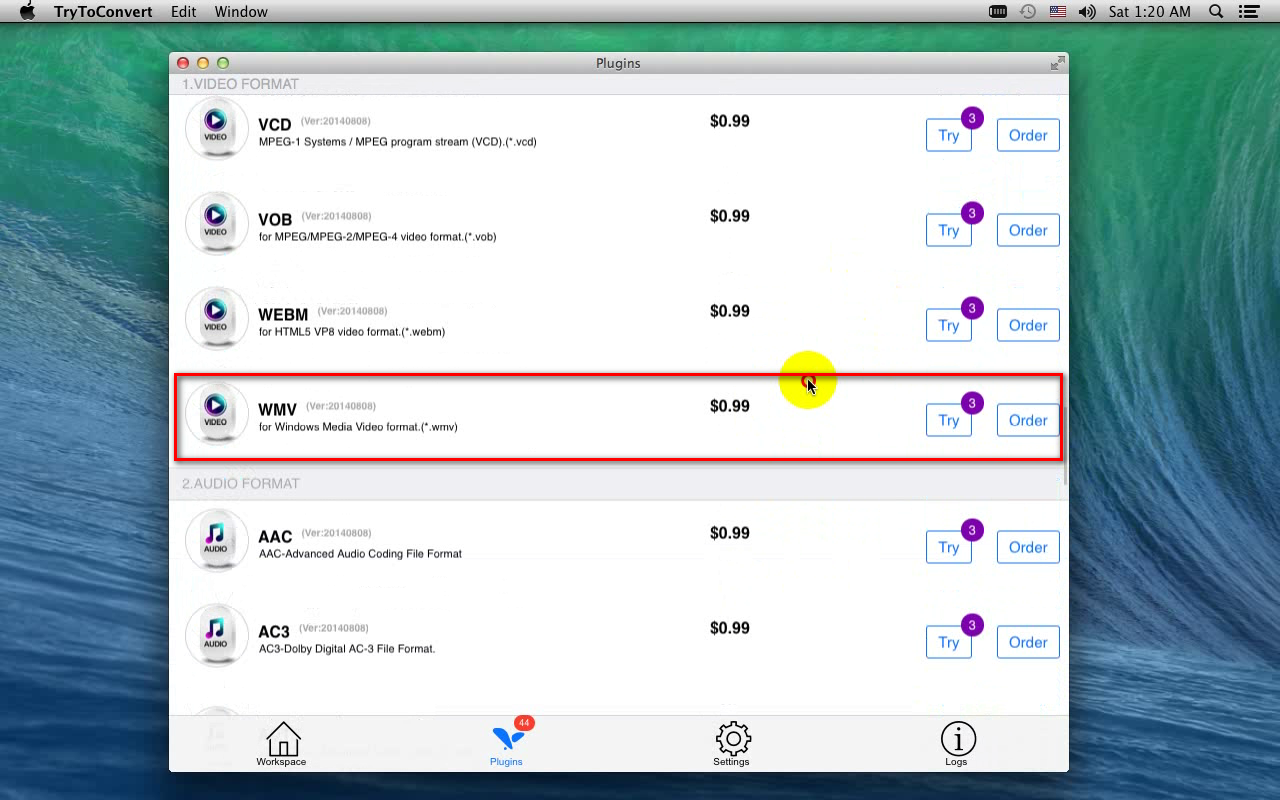 TryToConvert Edit Window Sat 1:20 AM
Plugins
1.VIDEO FORMAT
VIDEO VCD (Ver:20140808) $0.99 Try 3 Order
MPEG-1 Systems / MPEG program stream (VCD).(*.vcd)
VIDEO VOB (Ver:20140808) $0.99 Try 3 Order
for MPEG/MPEG-2/MPEG-4 video format.(*.vob)
VIDEO WEBM (Ver:20140808) $0.99 Try 3 Order
for HTML5 VP8 video format.(*.webm)
VIDEO WMV (Ver:20140808) $0.99 Try 3 Order
for Windows Media Video format.(*.wmv)
2.AUDIO FORMAT
AUDIO AAC (Ver:20140808) $0.99 Try 3 Order
AAC-Advanced Audio Coding File Format
AUDIO AC3 (Ver:20140808) $0.99 Try 3 Order
AC3-Dolby Digital AC-3 File Format.
44
Workspace Plugins Settings Logs